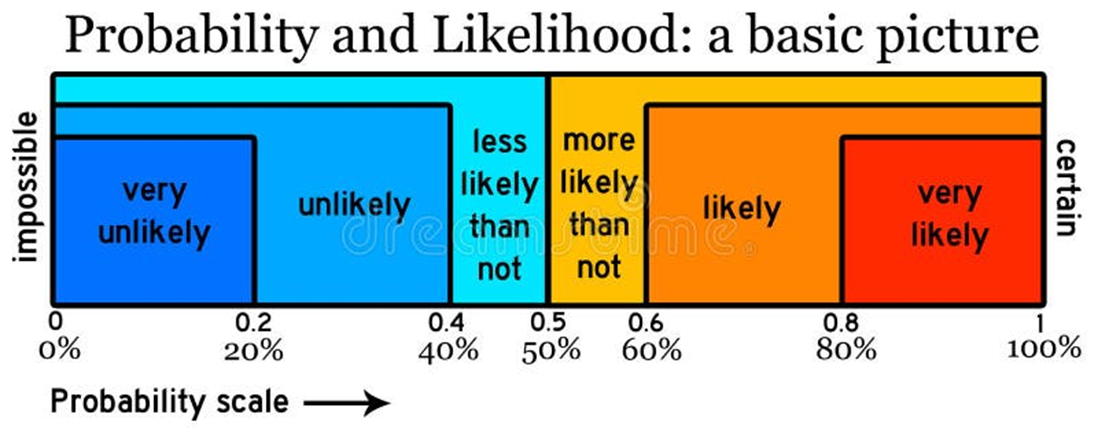 Probability and Likelihood: a basic picture
impossible
very
unlikely
unlikely
less
likely
than
not
more
likely
than
not
likely
very
likely
certain
0 0.2 0.4 0.5 0.6 0.8 1
0% 20% 40% 50% 60% 80% 100%
Probability scale
dreamstime.